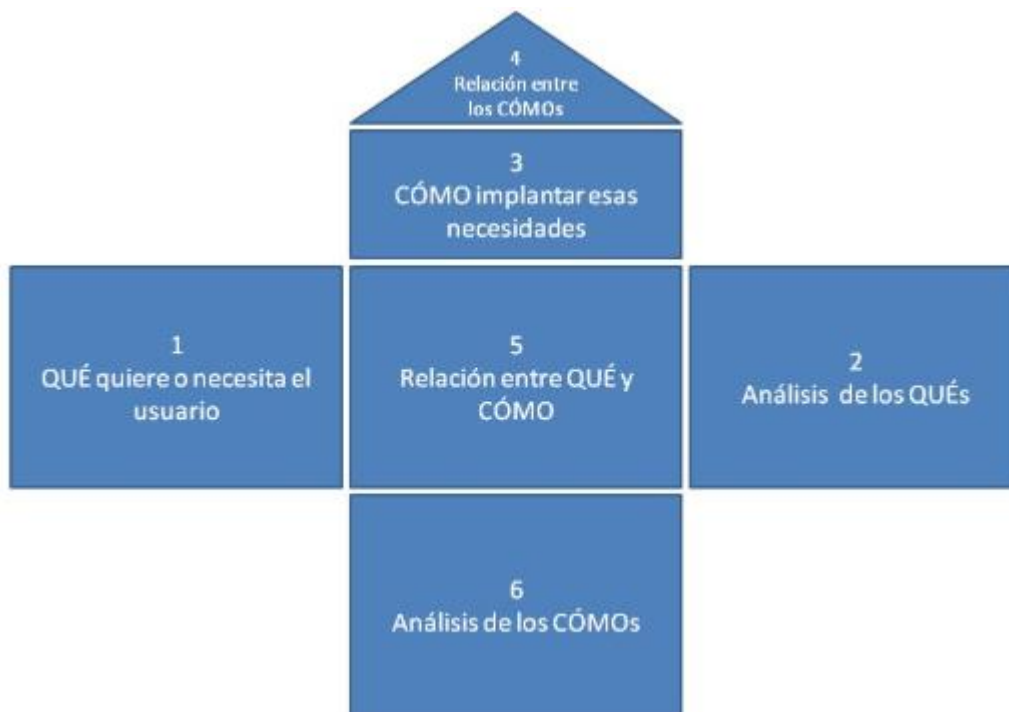 4
Relación entre
los CÓMOs
3
CÓMO implantar esas
necesidades
1
QUÉ quiere o necesita el
usuario
5
Relación entre QUÉ y
CÓMO
2
Análisis de los QUÉs
6
Análisis de los CÓMOs